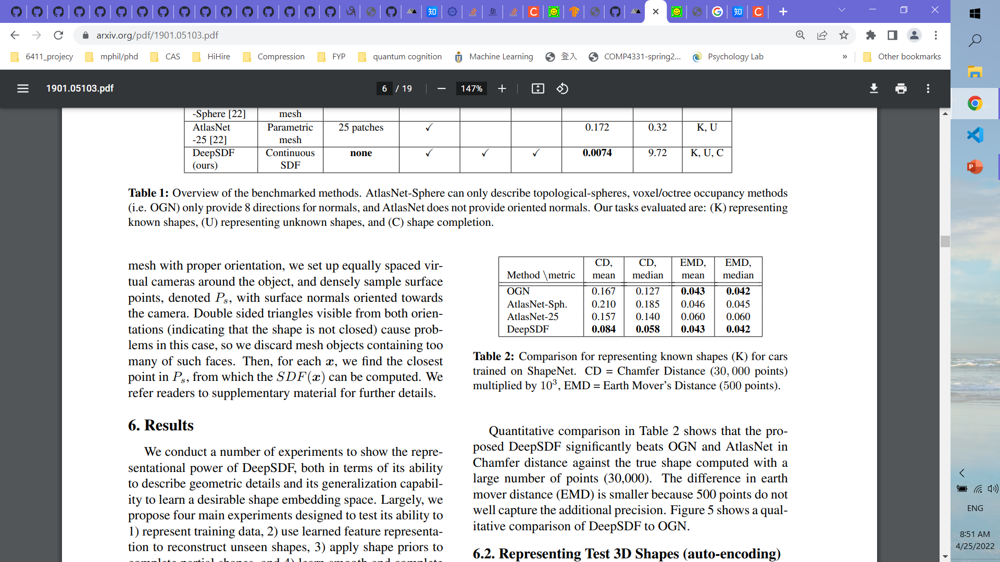 arxiv.org/pdf/1901.05103.pdf
6411_projecy mphil/phd CAS HiHire Compression FYP quantum cognition Machine Learning 登入 COMP4331-spring2... Psychology Lab » Other bookmarks
1901.05103.pdf 6 / 19 147%
-Sphere [22] mesh
AtlasNet Parametric 25 patches ✓ 0.172 0.32 K, U
-25 [22] mesh
DeepSDF Continuous none ✓ ✓ ✓ 0.0074 9.72 K, U, C
(ours) SDF
Table 1: Overview of the benchmarked methods. AtlasNet-Sphere can only describe topological-spheres, voxel/octree occupancy methods
(i.e. OGN) only provide 8 directions for normals, and AtlasNet does not provide oriented normals. Our tasks evaluated are: (K) representing
known shapes, (U) representing unknown shapes, and (C) shape completion.
mesh with proper orientation, we set up equally spaced vir-
tual cameras around the object, and densely sample surface
points, denoted Pₛ, with surface normals oriented towards
the camera. Double sided triangles visible from both orien-
tations (indicating that the shape is not closed) cause prob-
lems in this case, so we discard mesh objects containing too
many of such faces. Then, for each x, we find the closest
point in Pₛ, from which the SDF(x) can be computed. We
refer readers to supplementary material for further details.
6. Results
We conduct a number of experiments to show the repre-
sentational power of DeepSDF, both in terms of its ability
to describe geometric details and its generalization capabil-
ity to learn a desirable shape embedding space. Largely, we
propose four main experiments designed to test its ability to
1) represent training data, 2) use learned feature representa-
tion to reconstruct unseen shapes, 3) apply shape priors to
CD, CD, EMD, EMD,
Method \metric mean median mean median
OGN 0.167 0.127 0.043 0.042
AtlasNet-Sph. 0.210 0.185 0.046 0.045
AtlasNet-25 0.157 0.140 0.060 0.060
DeepSDF 0.084 0.058 0.043 0.042
Table 2: Comparison for representing known shapes (K) for cars
trained on ShapeNet. CD = Chamfer Distance (30, 000 points)
multiplied by 10³, EMD = Earth Mover's Distance (500 points).
Quantitative comparison in Table 2 shows that the pro-
posed DeepSDF significantly beats OGN and AtlasNet in
Chamfer distance against the true shape computed with a
large number of points (30,000). The difference in earth
mover distance (EMD) is smaller because 500 points do not
well capture the additional precision. Figure 5 shows a qual-
itative comparison of DeepSDF to OGN.
6.2. Representing Test 3D Shapes (auto-encoding)
ENG
8:51 AM
4/25/2022